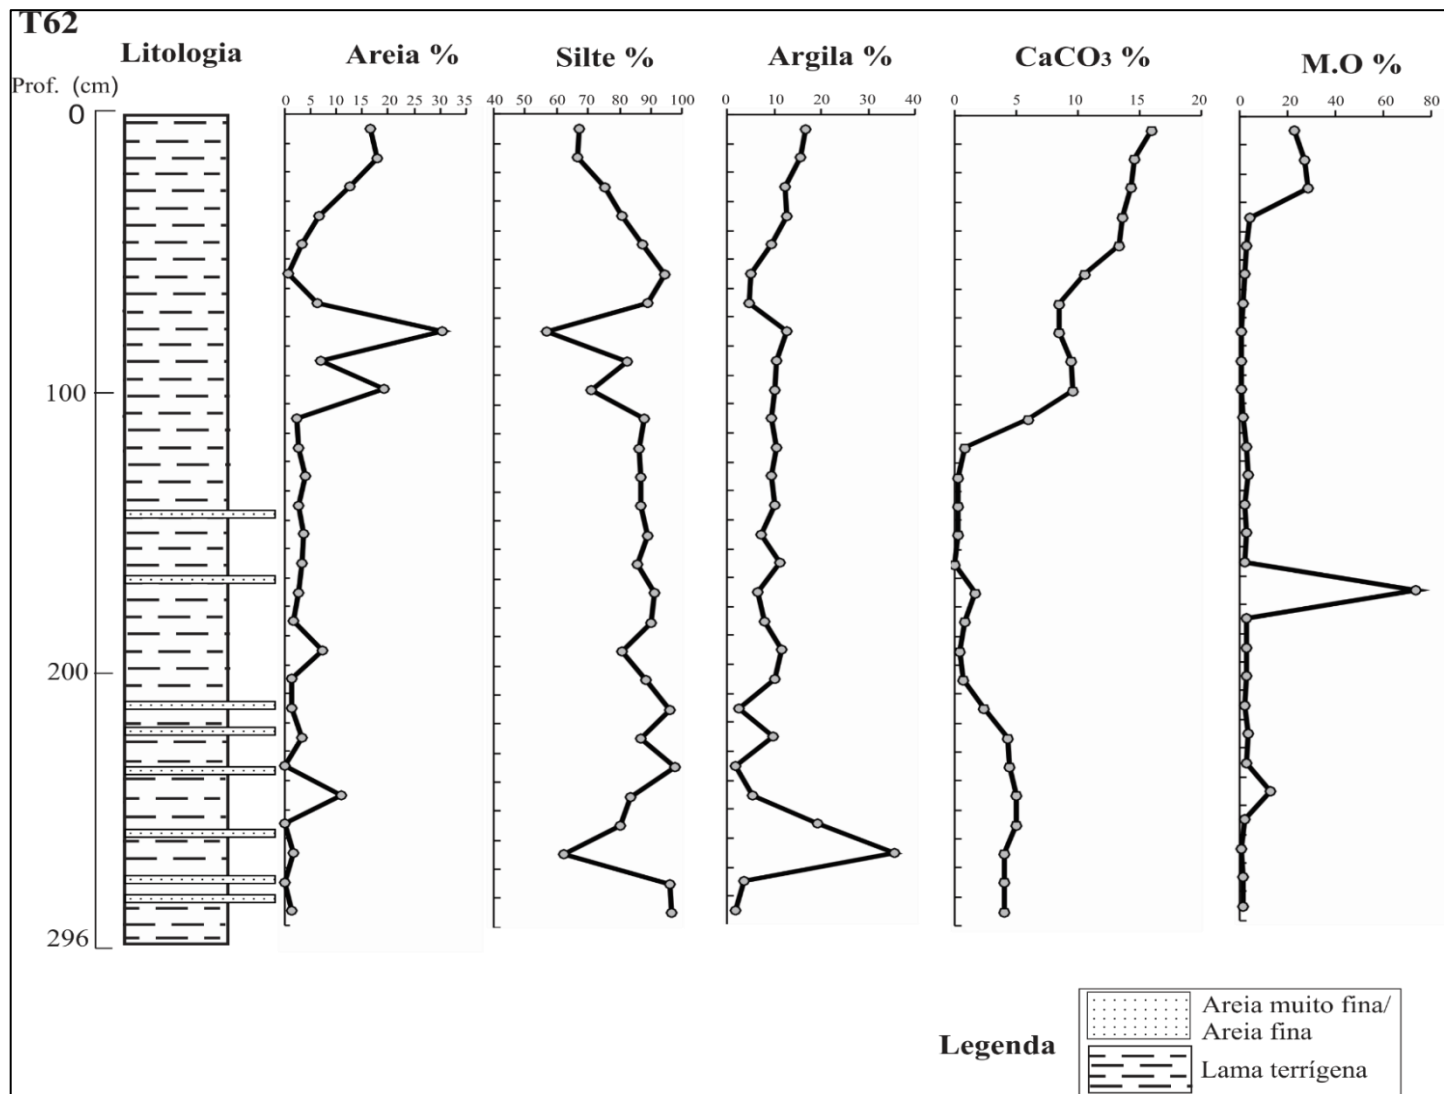 T62
Litologia Areia % Silte % Argila % CaCO3 % M.O %
Prof. (cm)
0 5 10 15 20 25 30 35
40 50 60 70 80 90 100
0 10 20 30 40
0 5 10 15 20
0 20 40 60 80
0
100
200
296
Legenda
Areia muito fina/
Areia fina
Lama terrígena